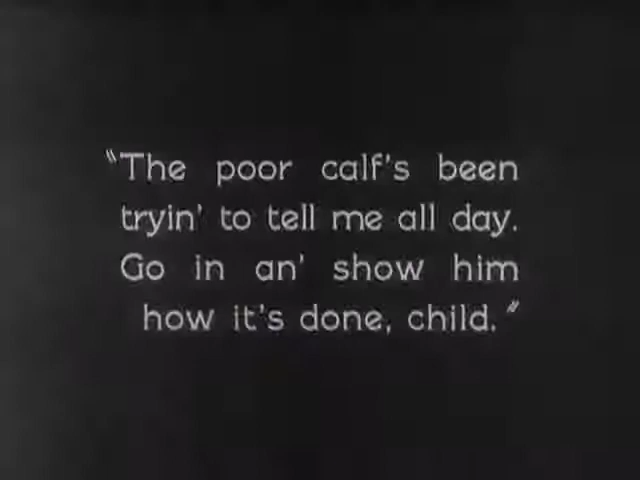 "The poor calf's been
tryin' to tell me all day.
Go in an' show him
how it's done, child."